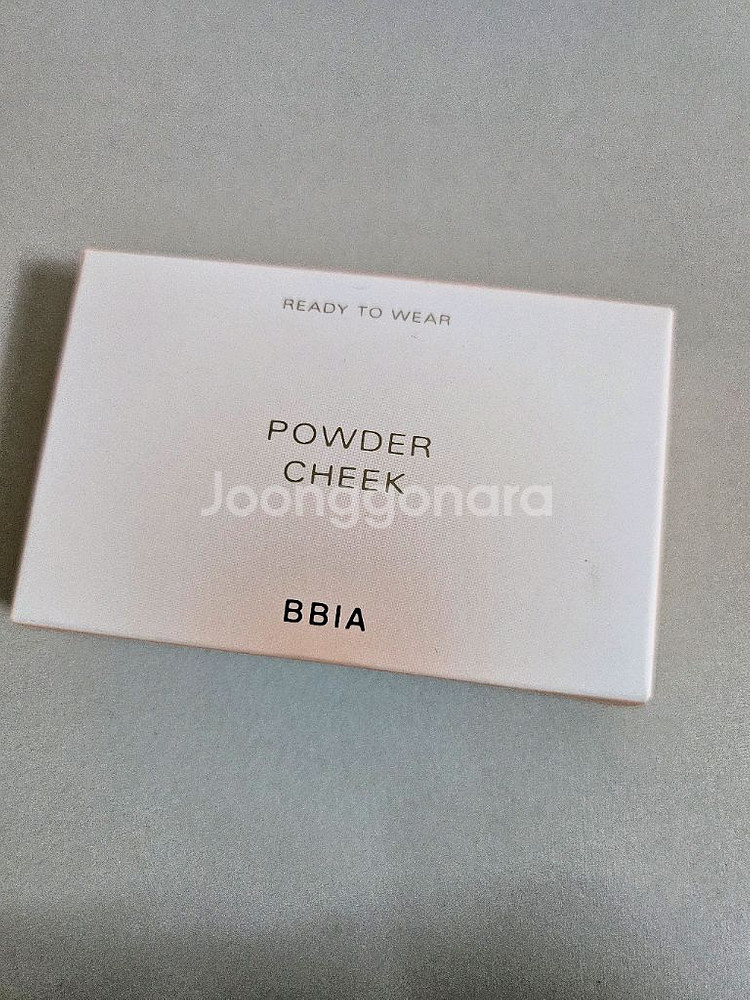 READY TO WEAR
POWDER
CHEEK
Joonggonara
BBIA